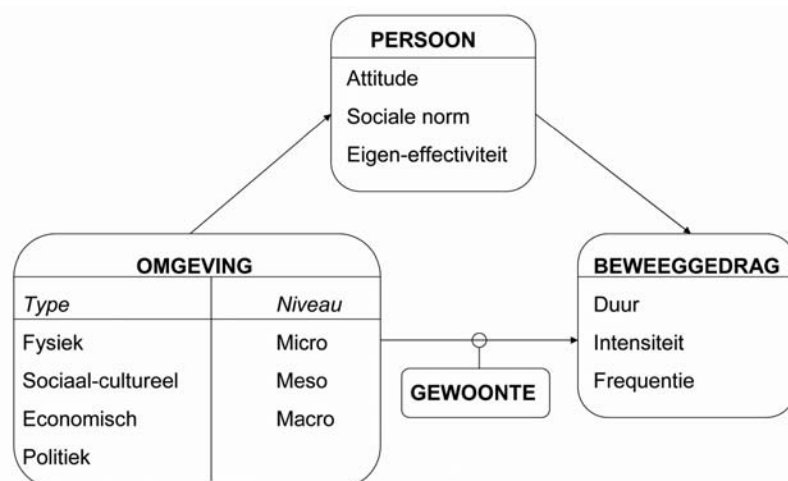 PERSOON
Attitude
Sociale norm
Eigen-effectiviteit
OMGEVING
Type Niveau
Fysiek Micro
Sociaal-cultureel Meso
Economisch Macro
Politiek
GEWOONTE
BEWEEGGEDRAG
Duur
Intensiteit
Frequentie